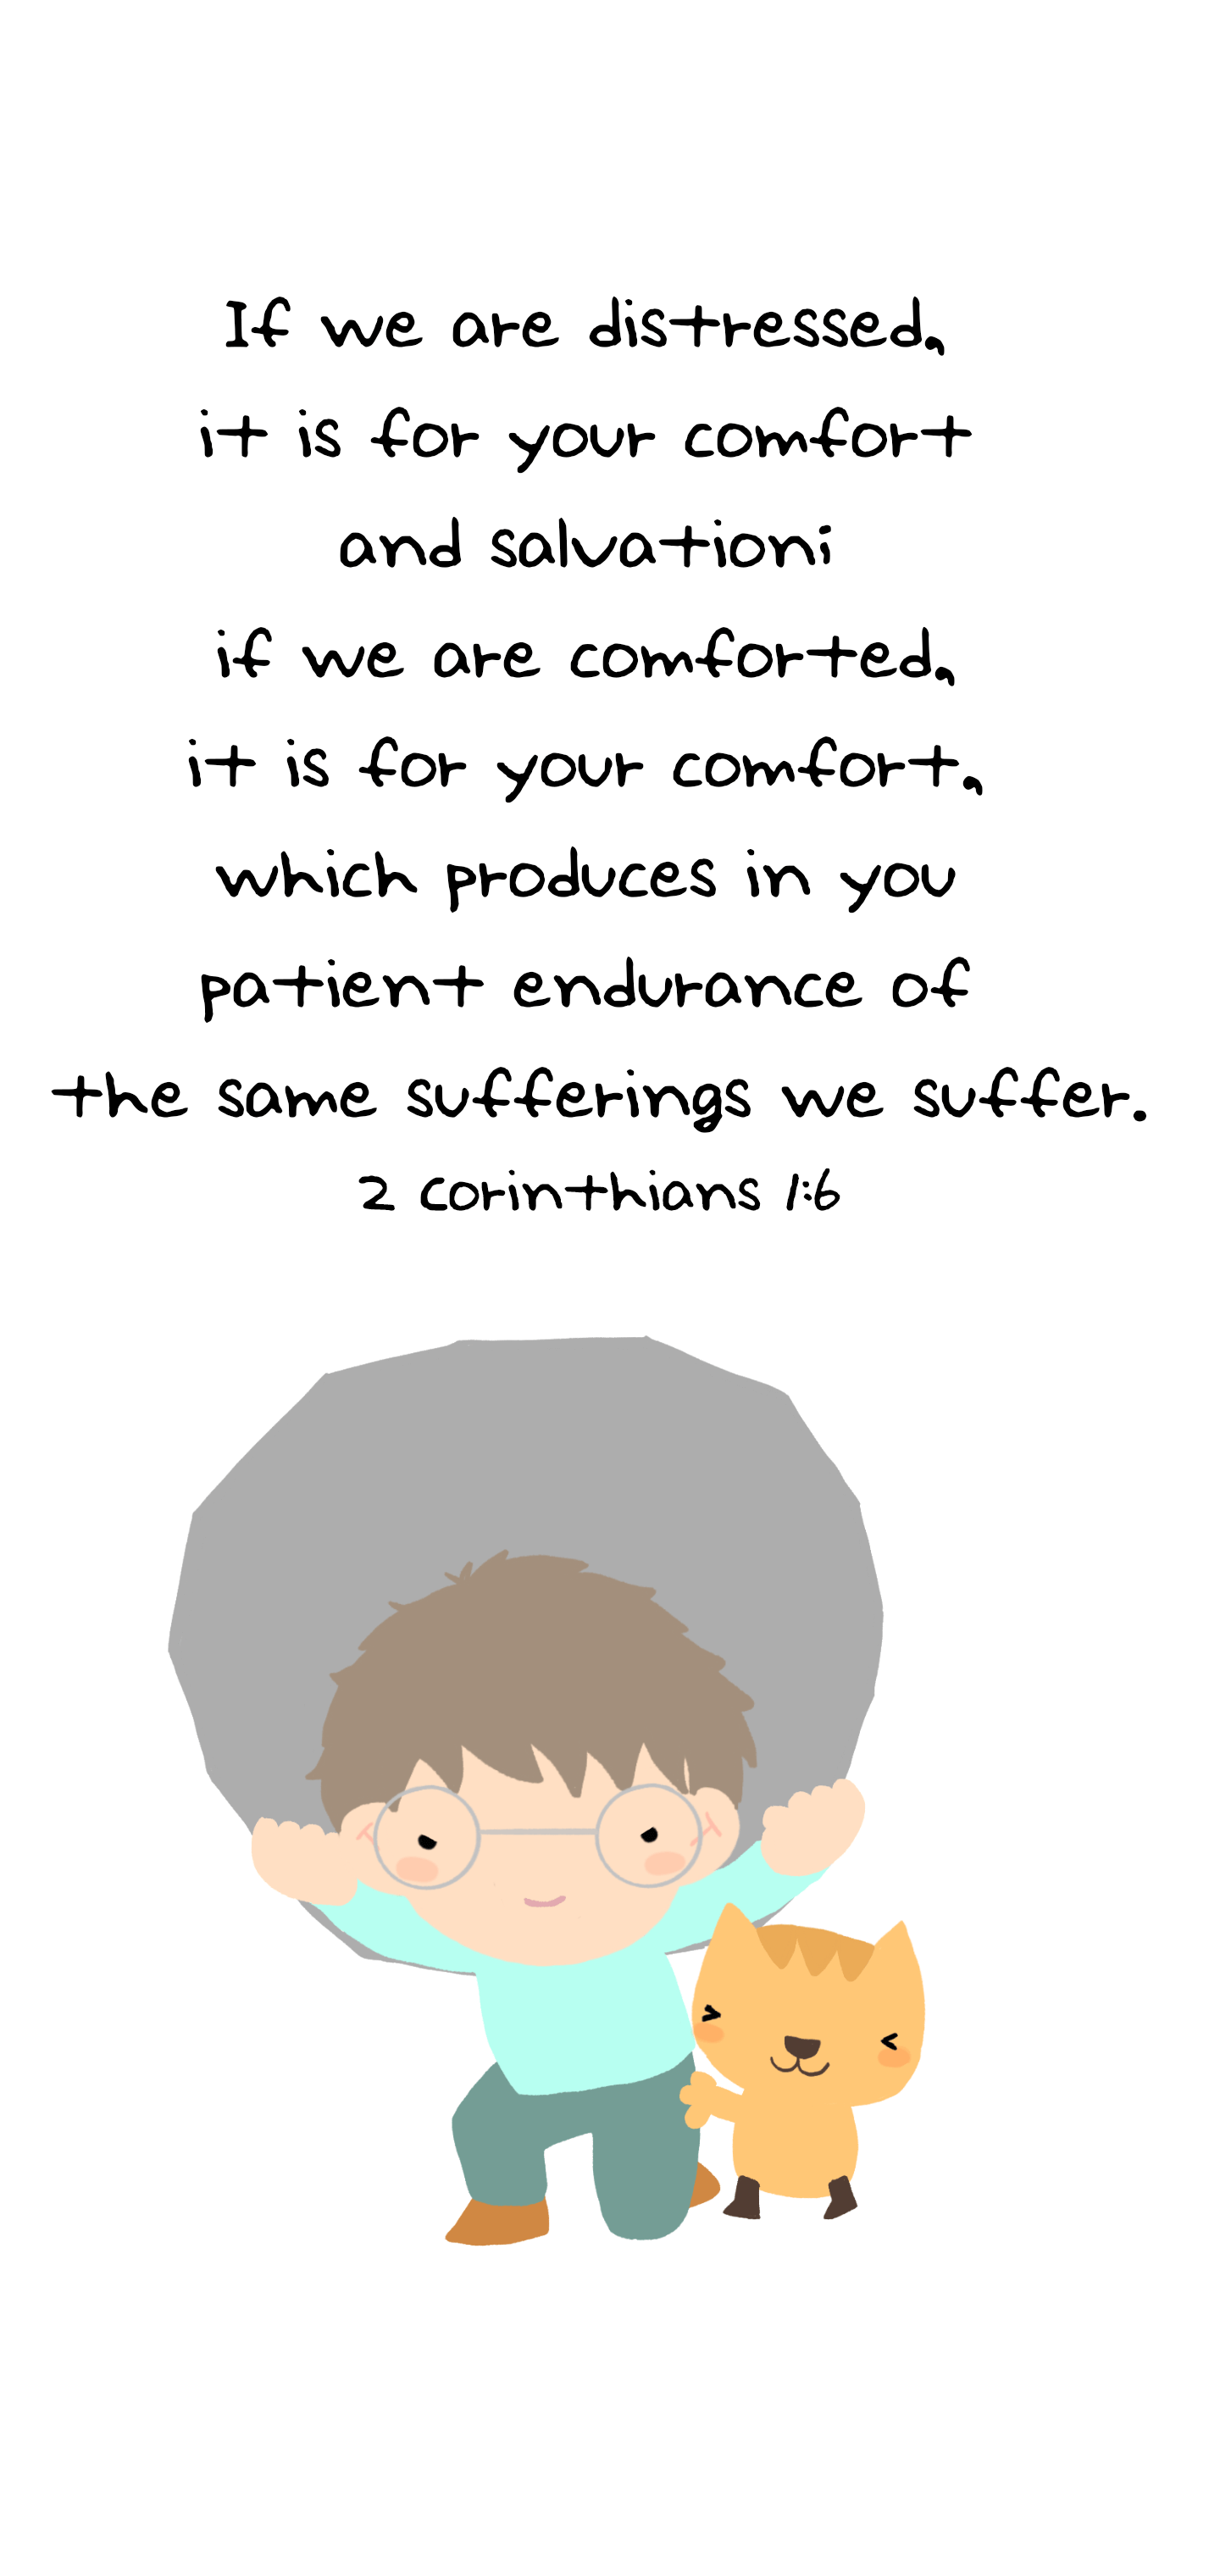 If we are distressed,
it is for your comfort
and salvationi
if we are comforted,
it is for your comfort,
which produces in you
patient endurance of
the same sufferings we suffer.
2 corinthians 1:6